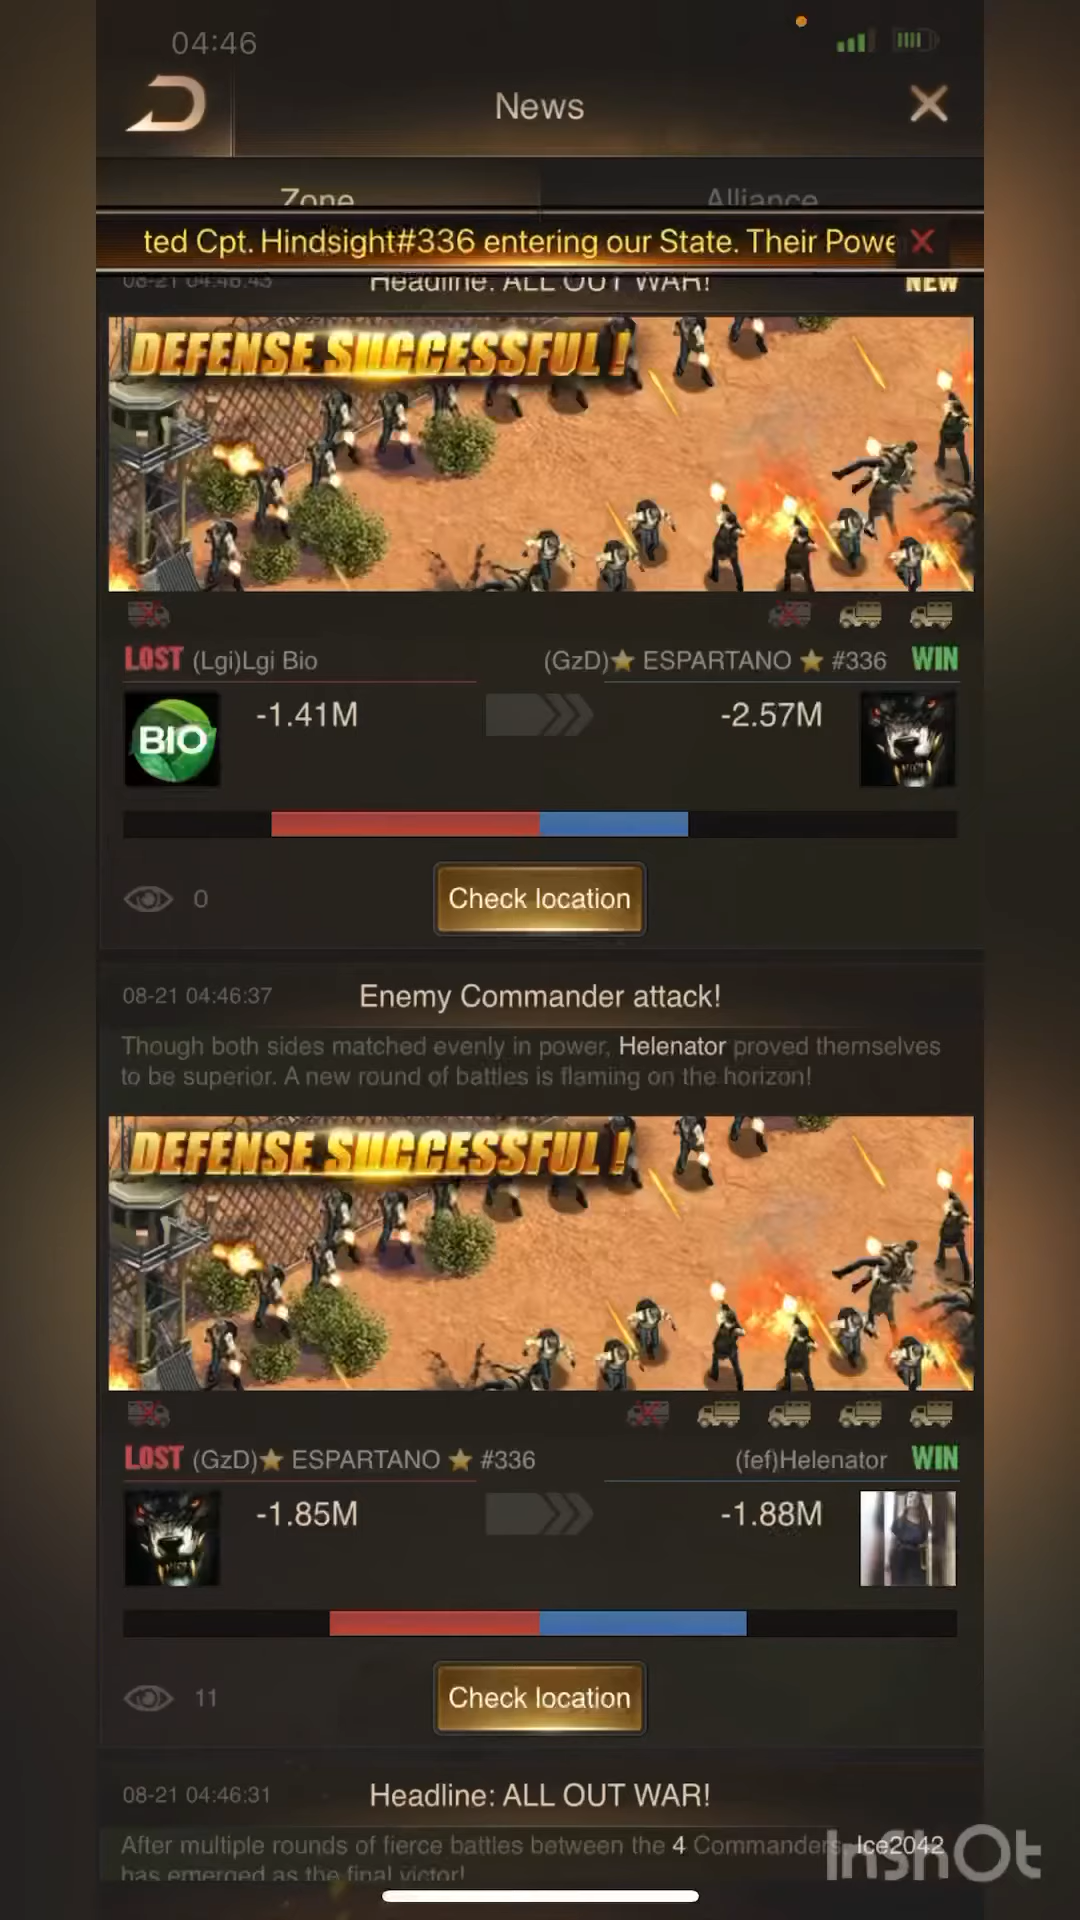 04:46
News
Zone
Alliance
ted Cpt. Hindsight#336 entering our State. Their Powe
08-21 04:46:43
Headline: ALL OUT WAR!
NEW
DEFENSE SUCCESSFUL !
LOST (Lgi)Lgi Bio
(GzD)⭐ ESPARTANO ⭐ #336 WIN
BIO
-1.41M
-2.57M
0
Check location
08-21 04:46:37
Enemy Commander attack!
Though both sides matched evenly in power, Helenator proved themselves
to be superior. A new round of battles is flaming on the horizon!
DEFENSE SUCCESSFUL !
LOST (GzD)⭐ ESPARTANO ⭐ #336
(fef)Helenator WIN
-1.85M
-1.88M
11
Check location
08-21 04:46:31
Headline: ALL OUT WAR!
After multiple rounds of fierce battles between the 4 Commanders, Ice2042
has emerged as the final victor!
InShOt